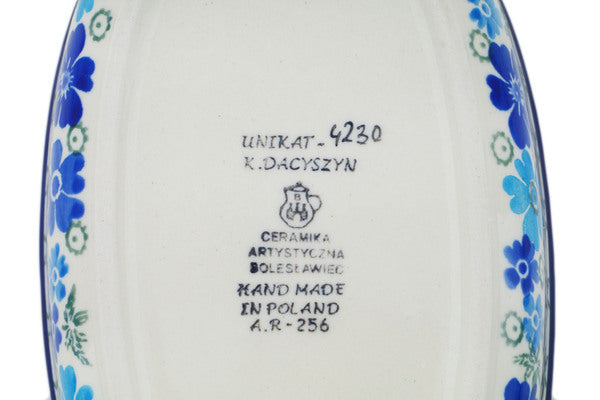 UNIKAT-4230
K.DACYSZYN
B
CERAMIKA
ARTYSTYCZNA
BOLESŁAWIEC
HAND MADE
IN POLAND
A.R-256